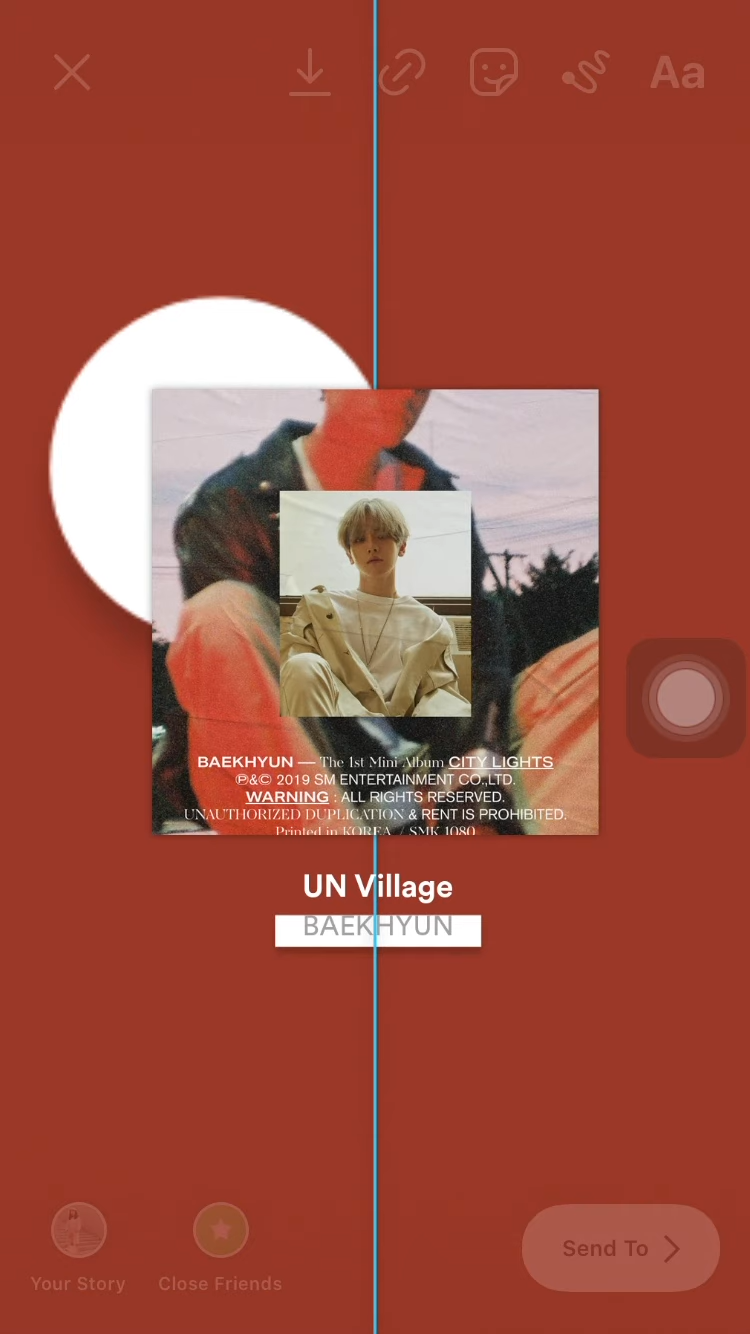 Aa
BAEKHYUN — The 1st Mini Album CITY LIGHTS
℗&© 2019 SM ENTERTAINMENT CO.,LTD.
WARNING : ALL RIGHTS RESERVED.
UNAUTHORIZED DUPLICATION & RENT IS PROHIBITED.
Printed in KOREA / SMK 1080
UN Village
BAEKHYUN
Your Story
Close Friends
Send To